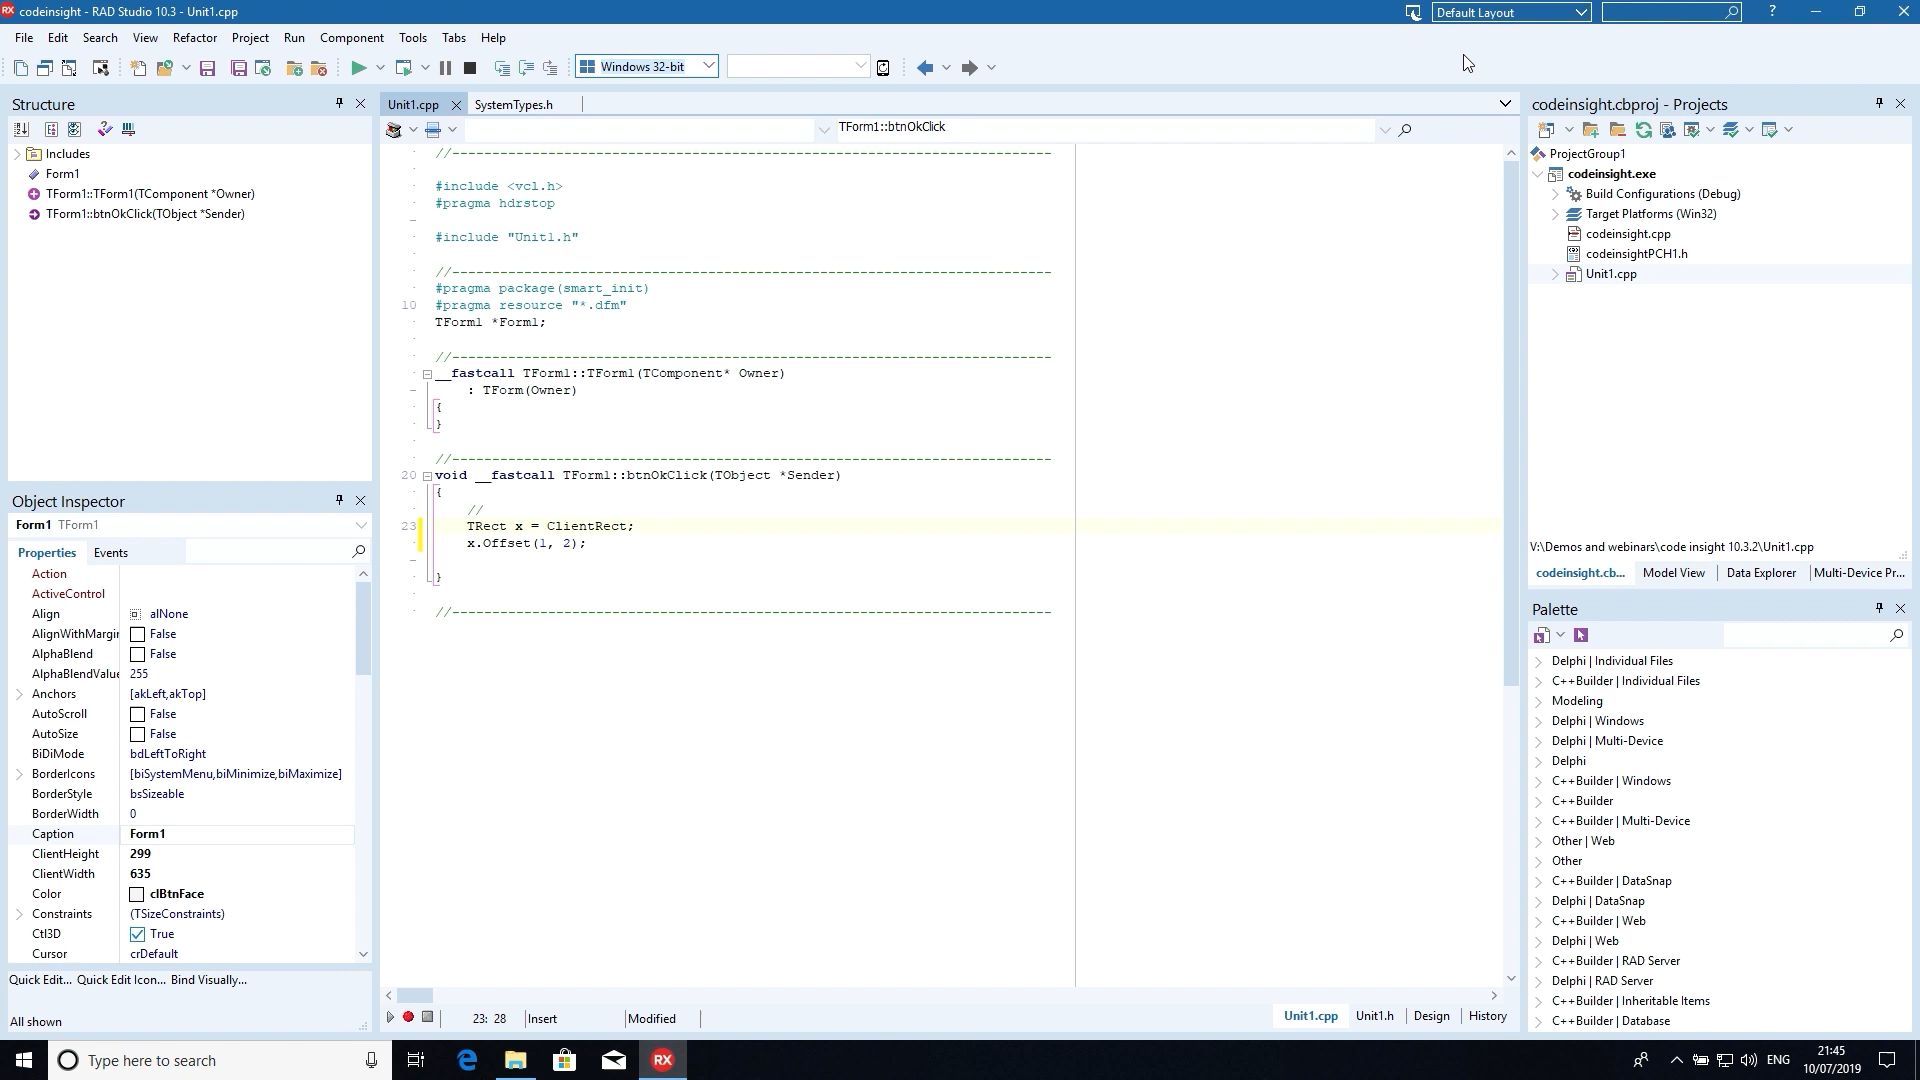 RX codeinsight - RAD Studio 10.3 - Unit1.cpp
Default Layout
?
File Edit Search View Refactor Project Run Component Tools Tabs Help
Windows 32-bit
Structure
Includes
Form1
TForm1::TForm1(TComponent *Owner)
TForm1::btnOkClick(TObject *Sender)
Object Inspector
Form1 TForm1
Properties Events
Action
ActiveControl
Align alNone
AlignWithMargin False
AlphaBlend False
AlphaBlendValue 255
Anchors [akLeft,akTop]
AutoScroll False
AutoSize False
BiDiMode bdLeftToRight
BorderIcons [biSystemMenu,biMinimize,biMaximize]
BorderStyle bsSizeable
BorderWidth 0
Caption Form1
ClientHeight 299
ClientWidth 635
Color clBtnFace
Constraints (TSizeConstraints)
Ctl3D True
Cursor crDefault
Quick Edit... Quick Edit Icon... Bind Visually...
All shown
Unit1.cpp SystemTypes.h
TForm1::btnOkClick
//---------------------------------------------------------------------------
#include <vcl.h>
#pragma hdrstop
#include "Unit1.h"
//---------------------------------------------------------------------------
#pragma package(smart_init)
10 #pragma resource "*.dfm"
TForm1 *Form1;
//---------------------------------------------------------------------------
__fastcall TForm1::TForm1(TComponent* Owner)
: TForm(Owner)
{
}
//---------------------------------------------------------------------------
20 void __fastcall TForm1::btnOkClick(TObject *Sender)
{
//
23 TRect x = ClientRect;
x.Offset(1, 2);
}
//---------------------------------------------------------------------------
23: 28 Insert Modified
Unit1.cpp Unit1.h Design History
codeinsight.cbproj - Projects
ProjectGroup1
codeinsight.exe
Build Configurations (Debug)
Target Platforms (Win32)
codeinsight.cpp
codeinsightPCH1.h
Unit1.cpp
V:\Demos and webinars\code insight 10.3.2\Unit1.cpp
codeinsight.cb... Model View Data Explorer Multi-Device Pr...
Palette
Delphi | Individual Files
C++Builder | Individual Files
Modeling
Delphi | Windows
Delphi | Multi-Device
Delphi
C++Builder | Windows
C++Builder
C++Builder | Multi-Device
Other | Web
Other
C++Builder | DataSnap
Delphi | DataSnap
C++Builder | Web
Delphi | Web
C++Builder | RAD Server
Delphi | RAD Server
C++Builder | Inheritable Items
C++Builder | Database
Type here to search
RX
ENG
21:45
10/07/2019